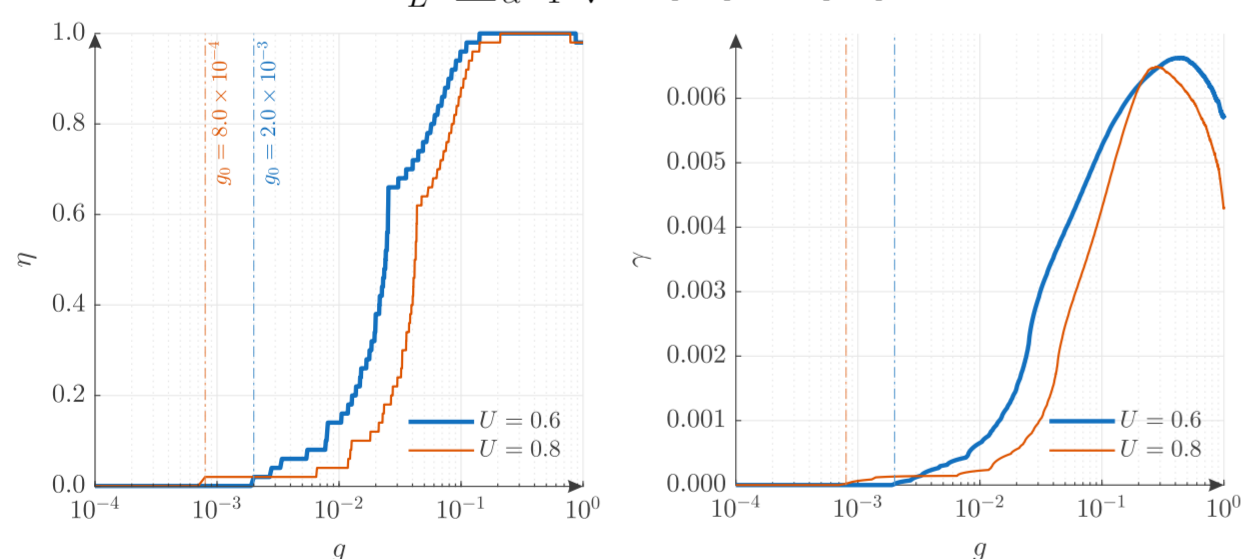 1.0
0.8
0.6
0.4
0.2
0.0
η
g₀ = 8.0 × 10⁻⁴
g₀ = 2.0 × 10⁻³
U = 0.6
U = 0.8
10⁻⁴ 10⁻³ 10⁻² 10⁻¹ 10⁰
g
0.006
0.005
0.004
0.003
0.002
0.001
0.000
γ
U = 0.6
U = 0.8
10⁻⁴ 10⁻³ 10⁻² 10⁻¹ 10⁰
g